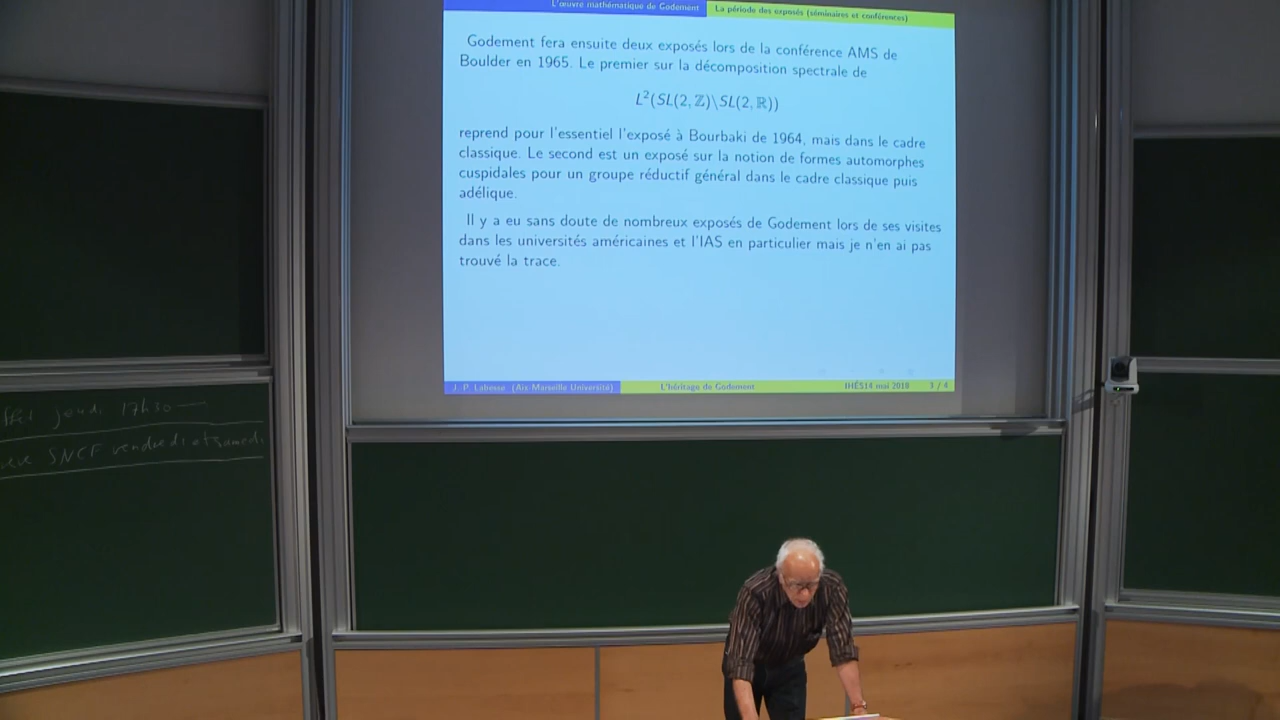 L'œuvre mathématique de Godement
La période des exposés (séminaires et conférences)
Godement fera ensuite deux exposés lors de la conférence AMS de
Boulder en 1965. Le premier sur la décomposition spectrale de
L²(SL(2,ℤ)\SL(2,ℝ))
reprend pour l'essentiel l'exposé à Bourbaki de 1964, mais dans le cadre
classique. Le second est un exposé sur la notion de formes automorphes
cuspidales pour un groupe réductif général dans le cadre classique puis
adélique.
Il y a eu sans doute de nombreux exposés de Godement lors de ses visites
dans les universités américaines et l'IAS en particulier mais je n'en ai pas
trouvé la trace.
J.-P. Labesse (Aix-Marseille Université)
L'héritage de Godement
IHÉS14 mai 2018
3 / 4
jeudi 17h30
SNCF vendredi et samedi